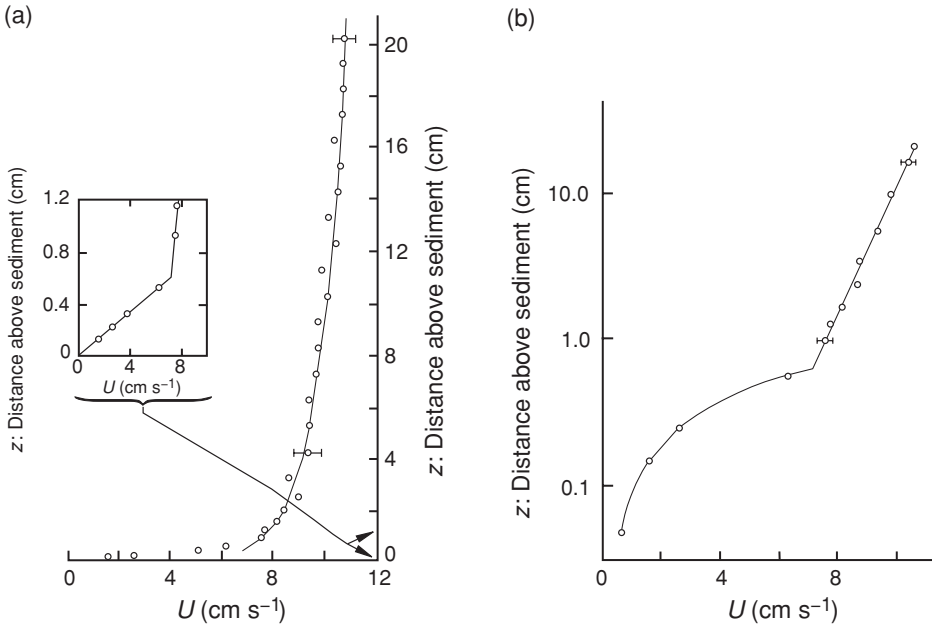 (a)
20
16
12
8
4
0
z: Distance above sediment (cm)
0 4 8 12
U (cm s⁻¹)
z: Distance above sediment (cm)
1.2
0.8
0.4
0
0 4 8
U (cm s⁻¹)
(b)
z: Distance above sediment (cm)
10.0
1.0
0.1
0 4 8
U (cm s⁻¹)